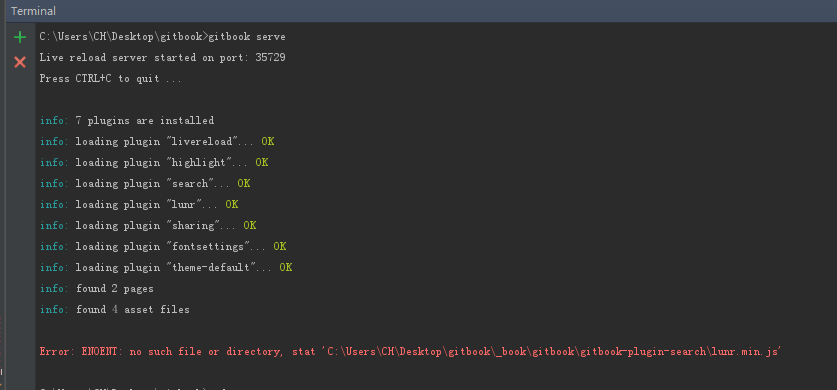 Terminal
C:\Users\CH\Desktop\gitbook>gitbook serve
Live reload server started on port: 35729
Press CTRL+C to quit ...
info: 7 plugins are installed
info: loading plugin "livereload"... OK
info: loading plugin "highlight"... OK
info: loading plugin "search"... OK
info: loading plugin "lunr"... OK
info: loading plugin "sharing"... OK
info: loading plugin "fontsettings"... OK
info: loading plugin "theme-default"... OK
info: found 2 pages
info: found 4 asset files
Error: ENOENT: no such file or directory, stat 'C:\Users\CH\Desktop\gitbook\_book\gitbook\gitbook-plugin-search\lunr.min.js'